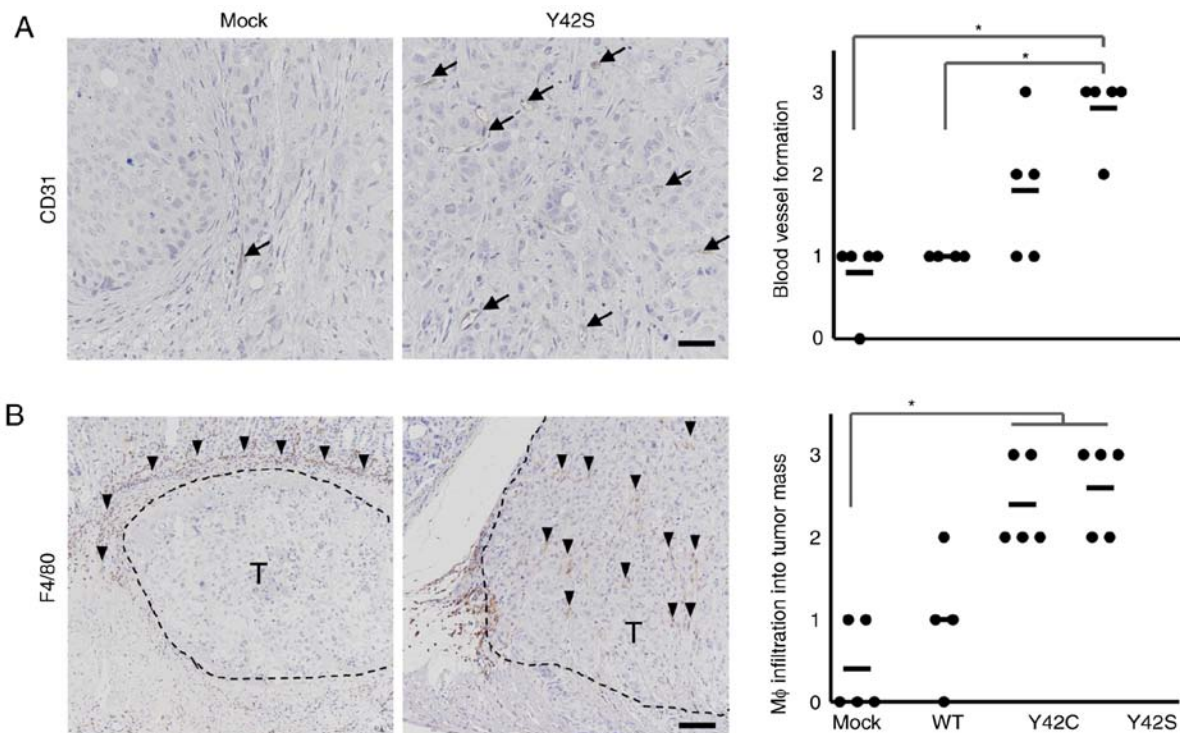 A
Mock
Y42S
CD31
Blood vessel formation
*
*
3
2
1
0
B
F4/80
T
T
Mφ infiltration into tumor mass
*
3
2
1
0
Mock
WT
Y42C
Y42S